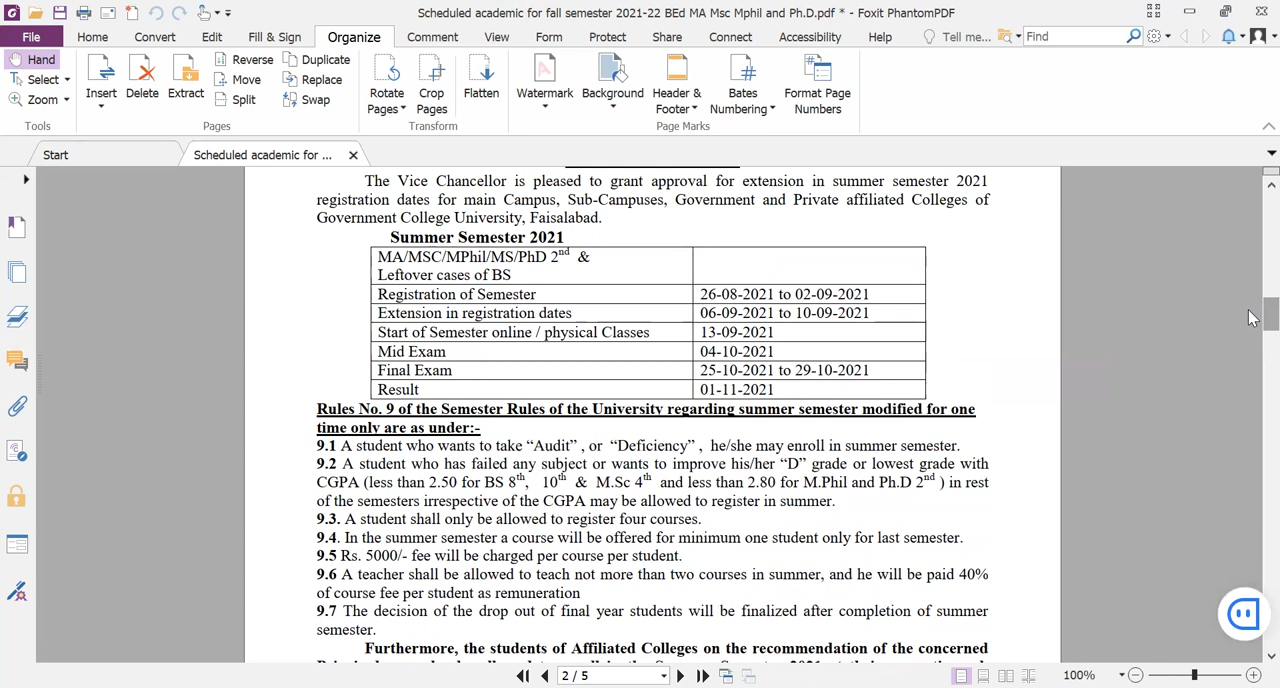 Scheduled academic for fall semester 2021-22 BEd MA Msc Mphil and Ph.D.pdf * - Foxit PhantomPDF
File Home Convert Edit Fill & Sign Organize Comment View Form Protect Share Connect Accessibility Help Tell me... Find
Hand
Select
Zoom
Tools
Insert Delete Extract
Reverse Duplicate
Move Replace
Split Swap
Pages
Rotate Pages
Crop Pages
Flatten
Transform
Watermark Background
Header & Footer
Bates Numbering
Format Page Numbers
Page Marks
Start
Scheduled academic for ...
The Vice Chancellor is pleased to grant approval for extension in summer semester 2021
registration dates for main Campus, Sub-Campuses, Government and Private affiliated Colleges of
Government College University, Faisalabad.
Summer Semester 2021
MA/MSC/MPhil/MS/PhD 2nd &
Leftover cases of BS
Registration of Semester 26-08-2021 to 02-09-2021
Extension in registration dates 06-09-2021 to 10-09-2021
Start of Semester online / physical Classes 13-09-2021
Mid Exam 04-10-2021
Final Exam 25-10-2021 to 29-10-2021
Result 01-11-2021
Rules No. 9 of the Semester Rules of the University regarding summer semester modified for one
time only are as under:-
9.1 A student who wants to take “Audit” , or “Deficiency” , he/she may enroll in summer semester.
9.2 A student who has failed any subject or wants to improve his/her “D” grade or lowest grade with
CGPA (less than 2.50 for BS 8th, 10th & M.Sc 4th and less than 2.80 for M.Phil and Ph.D 2nd ) in rest
of the semesters irrespective of the CGPA may be allowed to register in summer.
9.3. A student shall only be allowed to register four courses.
9.4. In the summer semester a course will be offered for minimum one student only for last semester.
9.5 Rs. 5000/- fee will be charged per course per student.
9.6 A teacher shall be allowed to teach not more than two courses in summer, and he will be paid 40%
of course fee per student as remuneration
9.7 The decision of the drop out of final year students will be finalized after completion of summer
semester.
Furthermore, the students of Affiliated Colleges on the recommendation of the concerned
2 / 5
100%